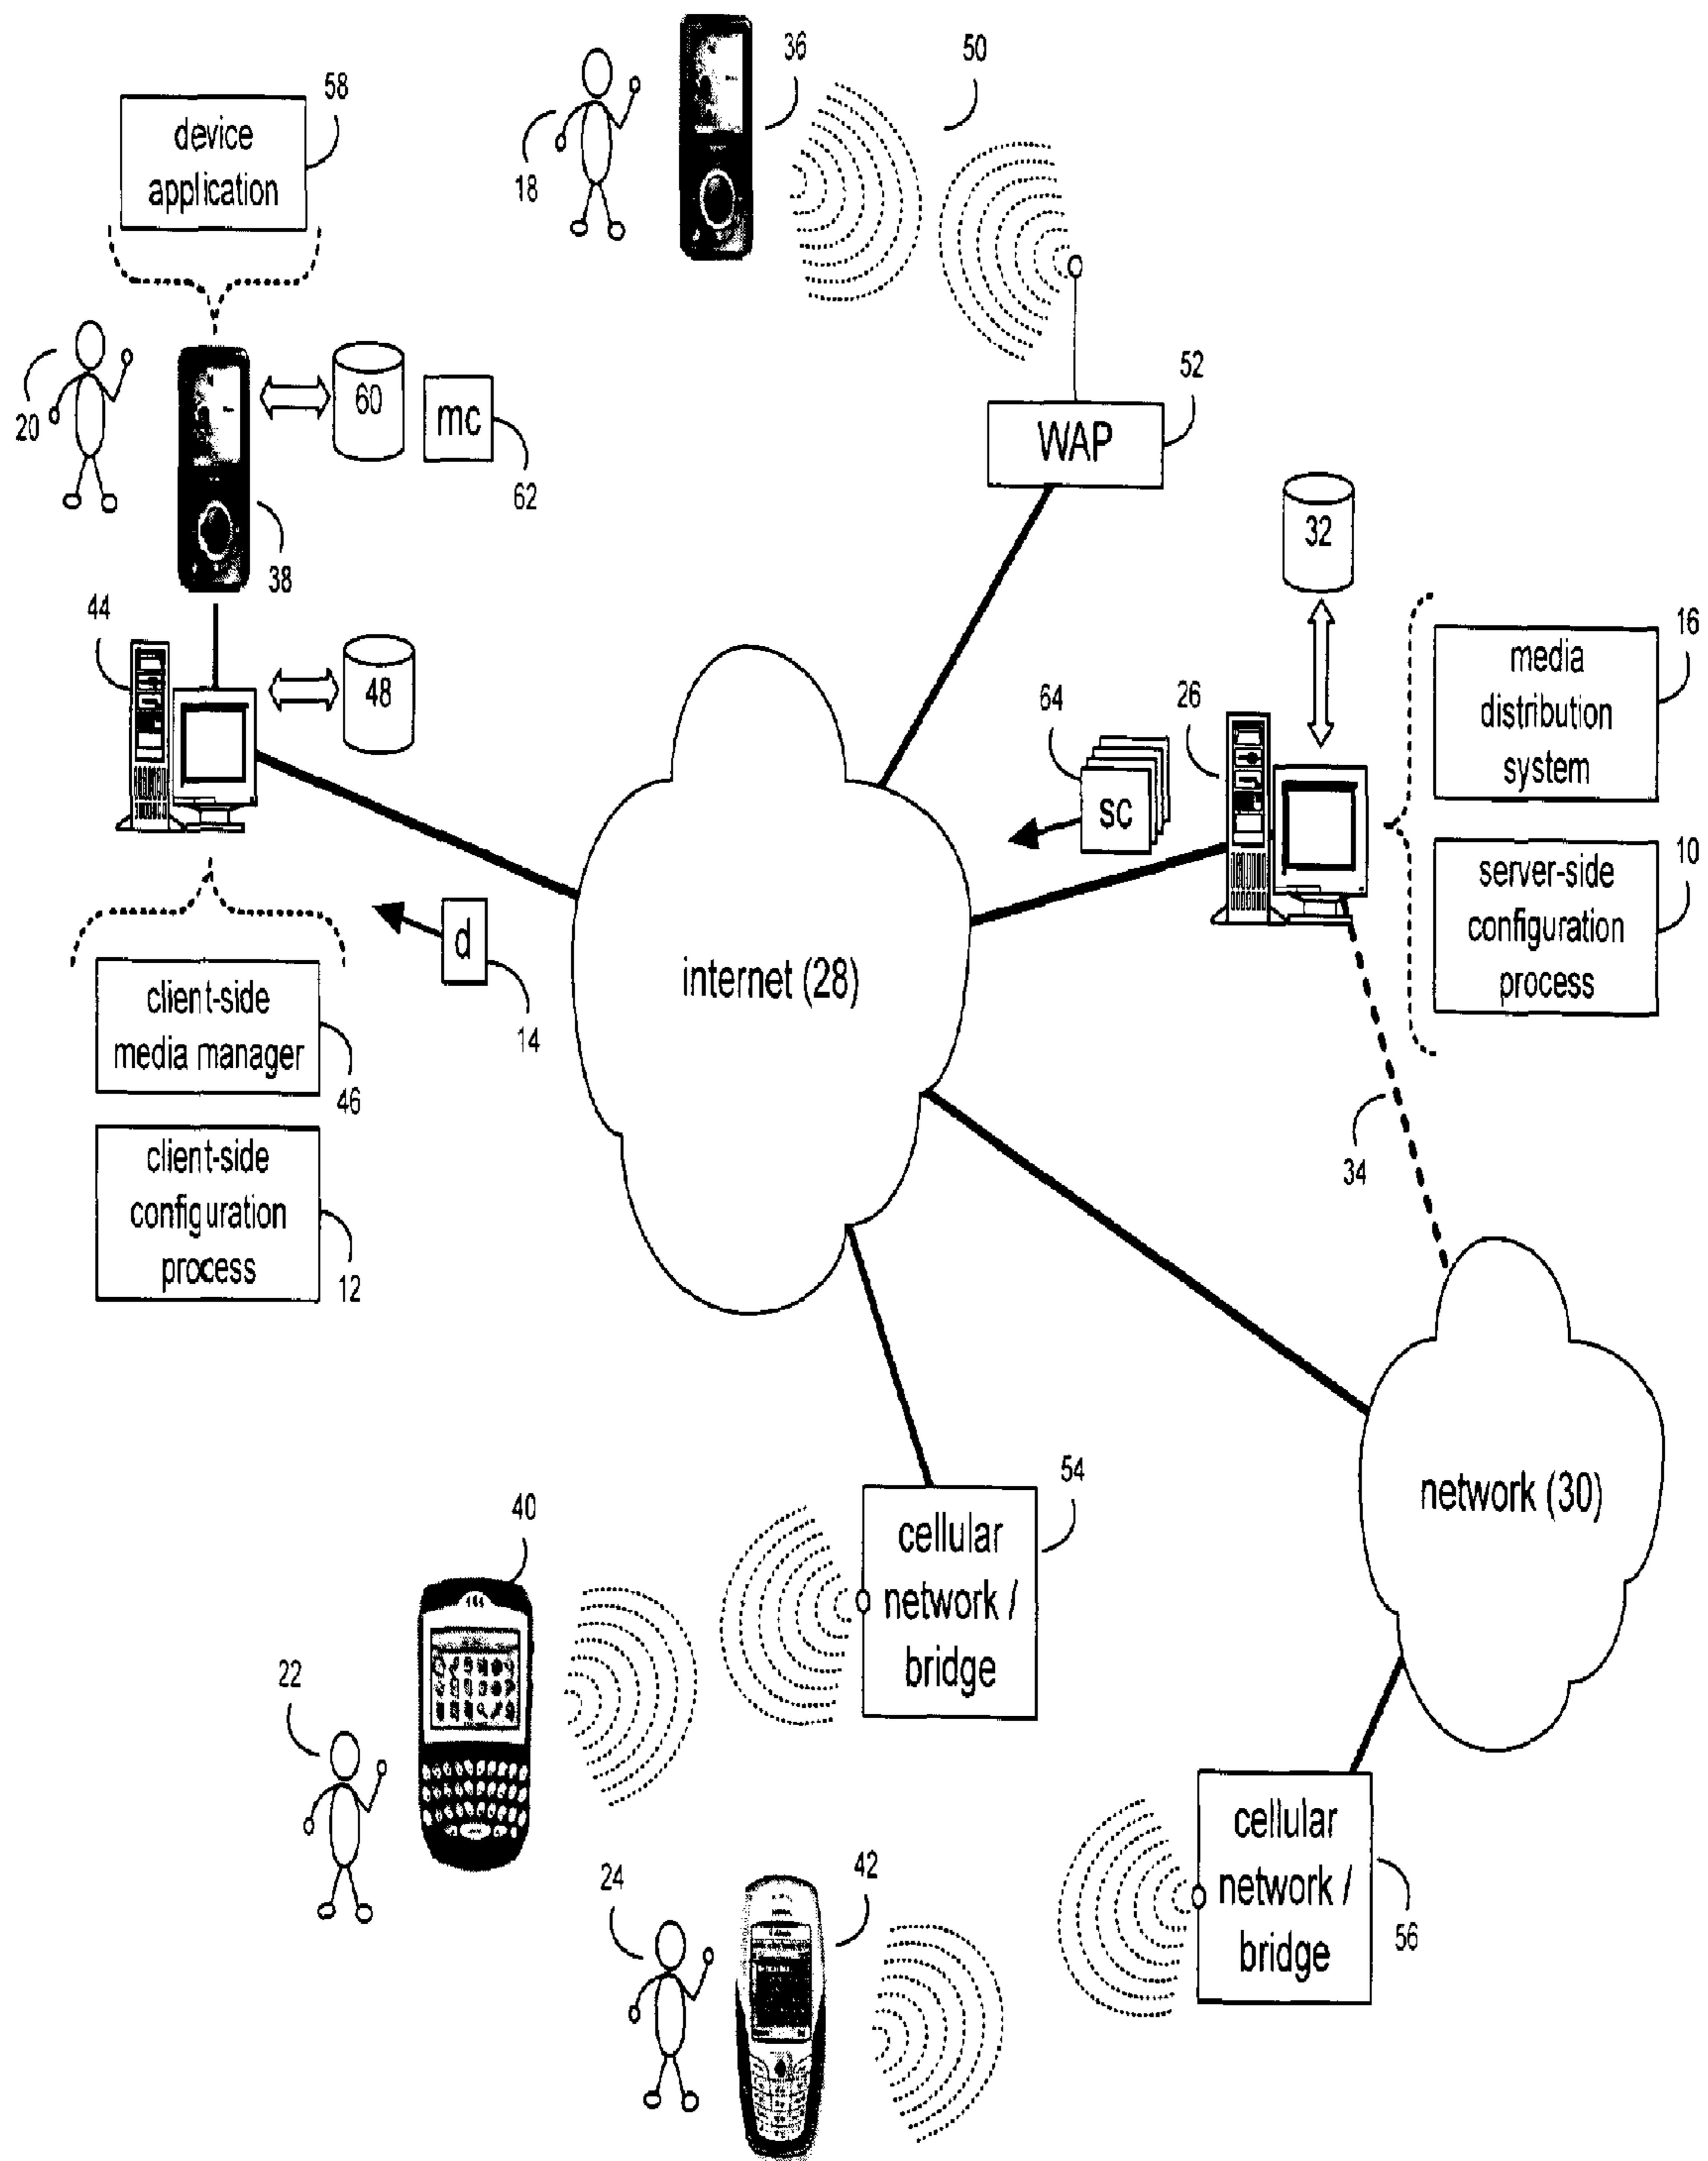 36
50
58
device
application
18
20
60
mc
62
52
WAP
38
32
44
48
16
media
distribution
system
64
26
sc
10
server-side
configuration
process
d
14
internet (28)
client-side
media manager
46
34
client-side
configuration
process
12
54
40
cellular
network /
bridge
network (30)
22
24
42
cellular
network /
bridge
56